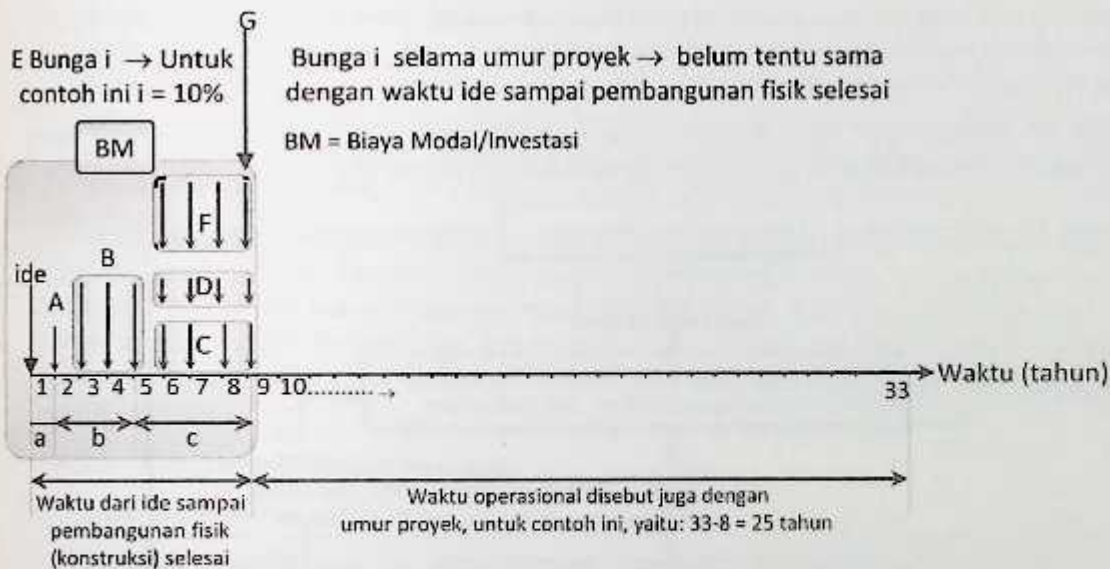 G
E Bunga i → Untuk
contoh ini i = 10%
Bunga i selama umur proyek → belum tentu sama
dengan waktu ide sampai pembangunan fisik selesai
BM
BM = Biaya Modal/Investasi
F
B
ide
A
D
C
1 2 3 4 5 6 7 8 9 10........... →
33
Waktu (tahun)
a b c
Waktu dari ide sampai
pembangunan fisik
(konstruksi) selesai
Waktu operasional disebut juga dengan
umur proyek, untuk contoh ini, yaitu: 33-8 = 25 tahun